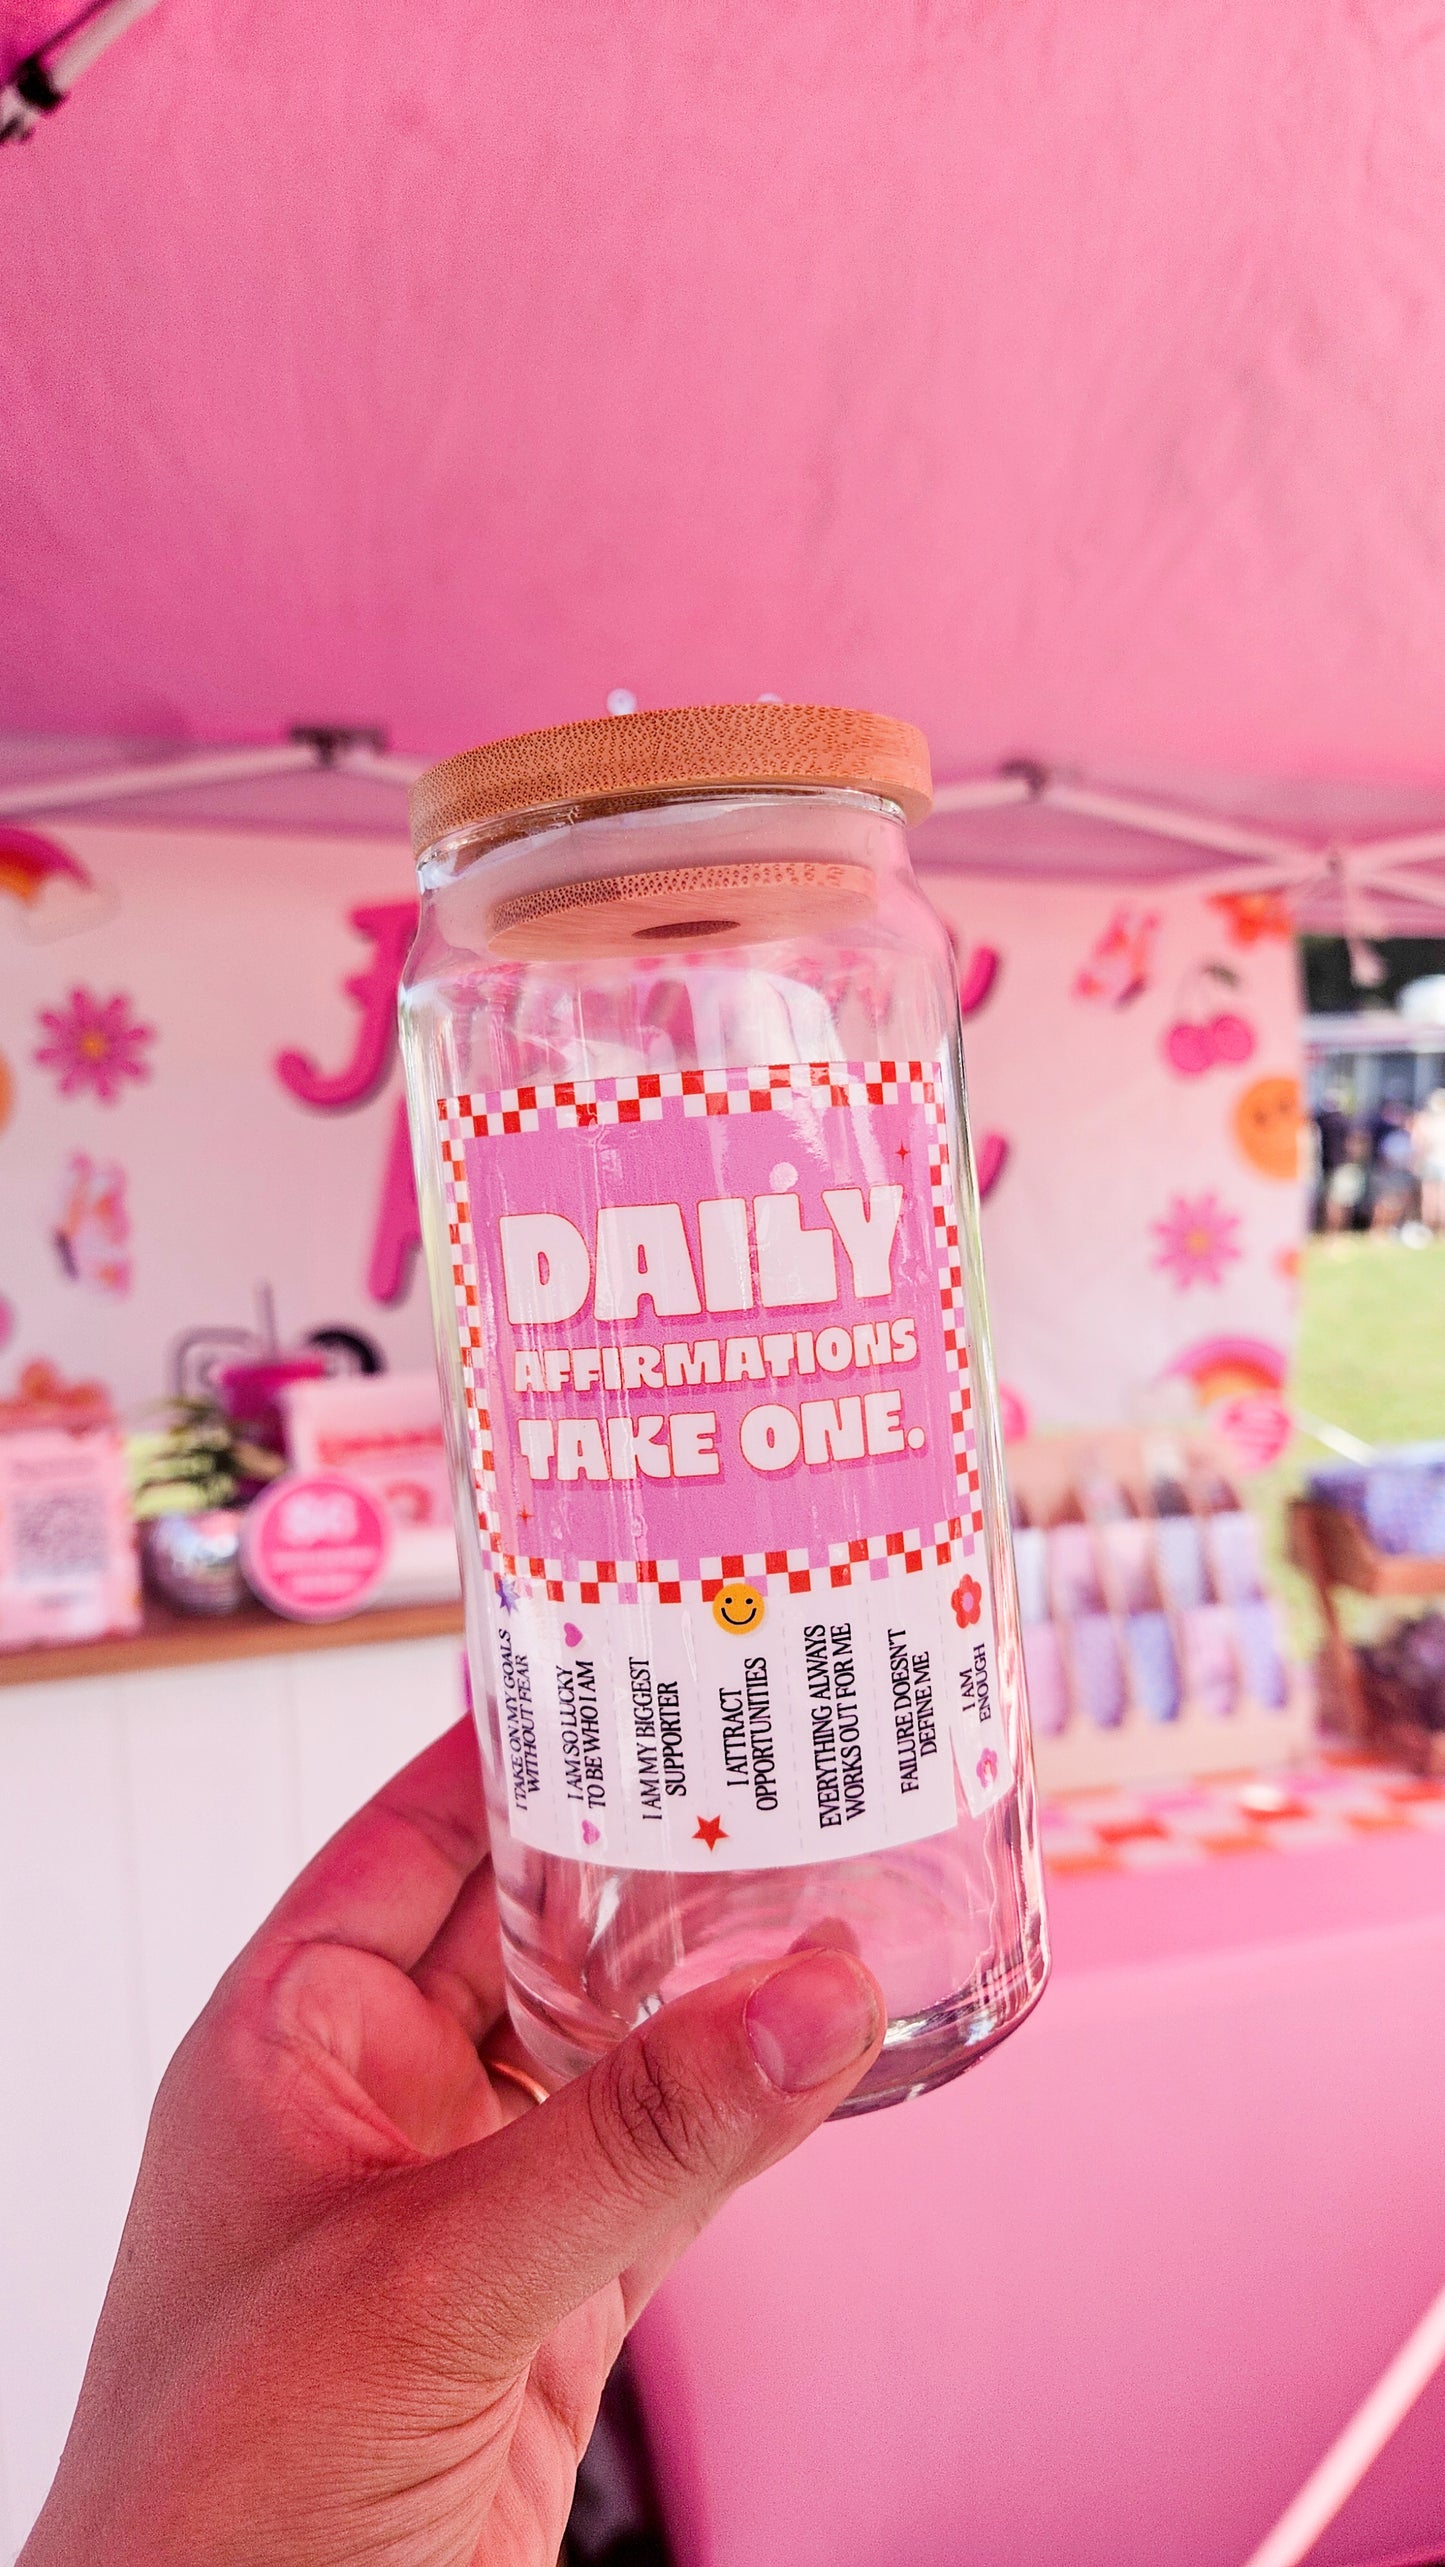 DAILY
AFFIRMATIONS
TAKE ONE.
I TAKE ON MY GOALS
WITHOUT FEAR
I AM SO LUCKY
TO BE WHO I AM
I AM MY BIGGEST
SUPPORTER
I ATTRACT
OPPORTUNITIES
EVERYTHING ALWAYS
WORKS OUT FOR ME
FAILURE DOESN'T
DEFINE ME
I AM
ENOUGH